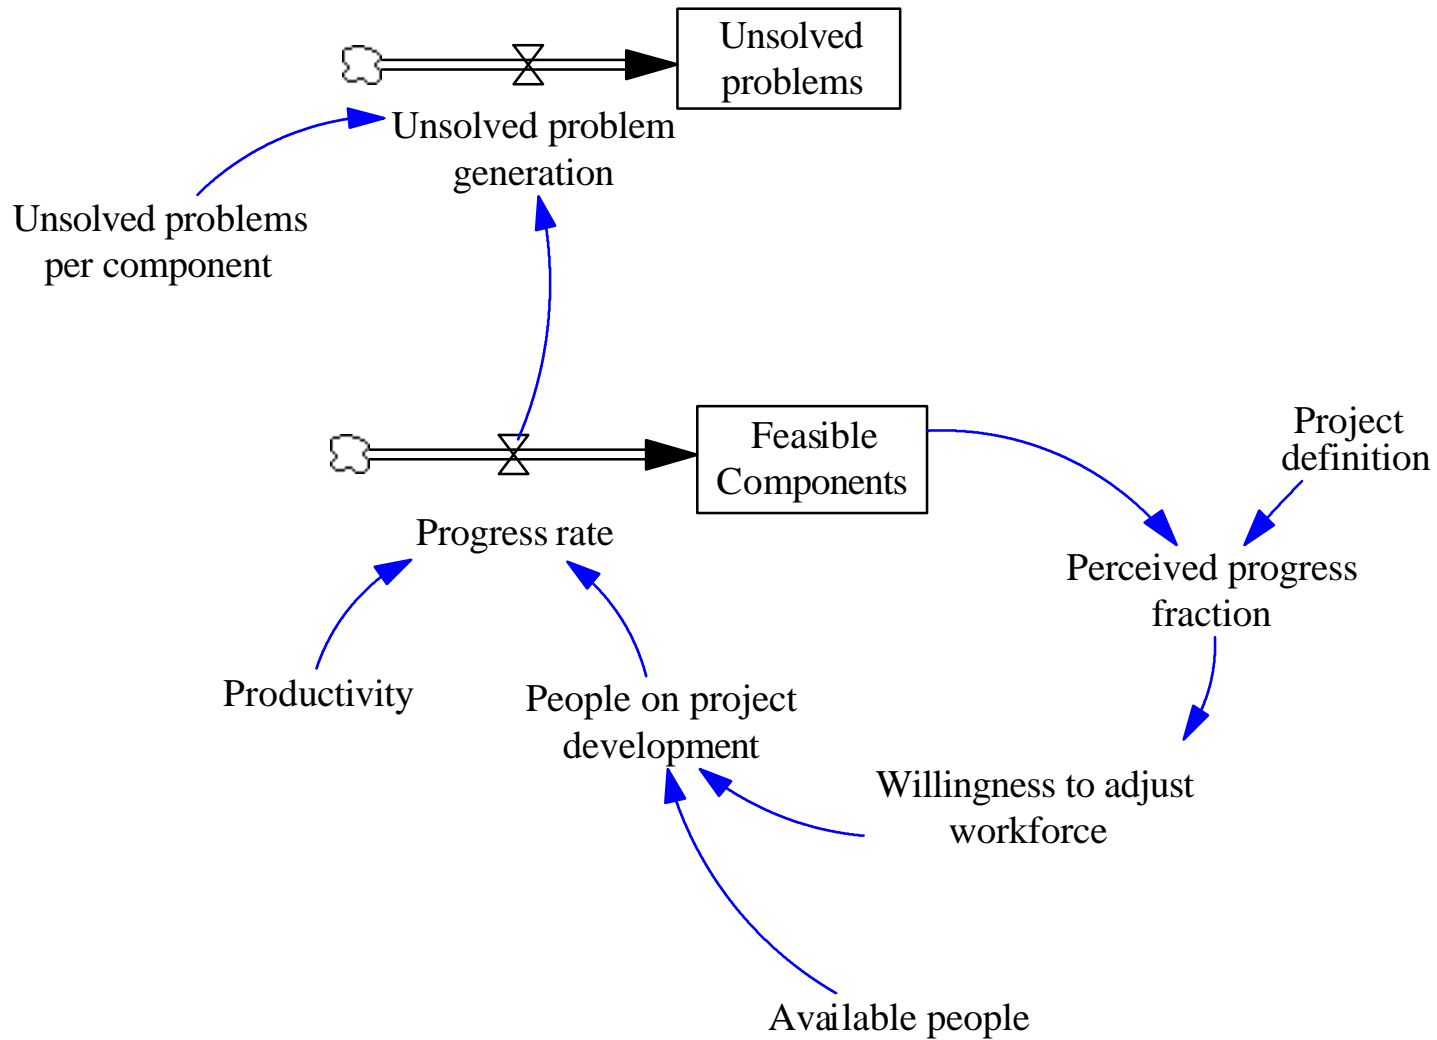 Unsolved
problems
Unsolved problem
generation
Unsolved problems
per component
Feasible
Components
Project
definition
Progress rate
Perceived progress
fraction
Productivity
People on project
development
Willingness to adjust
workforce
Available people